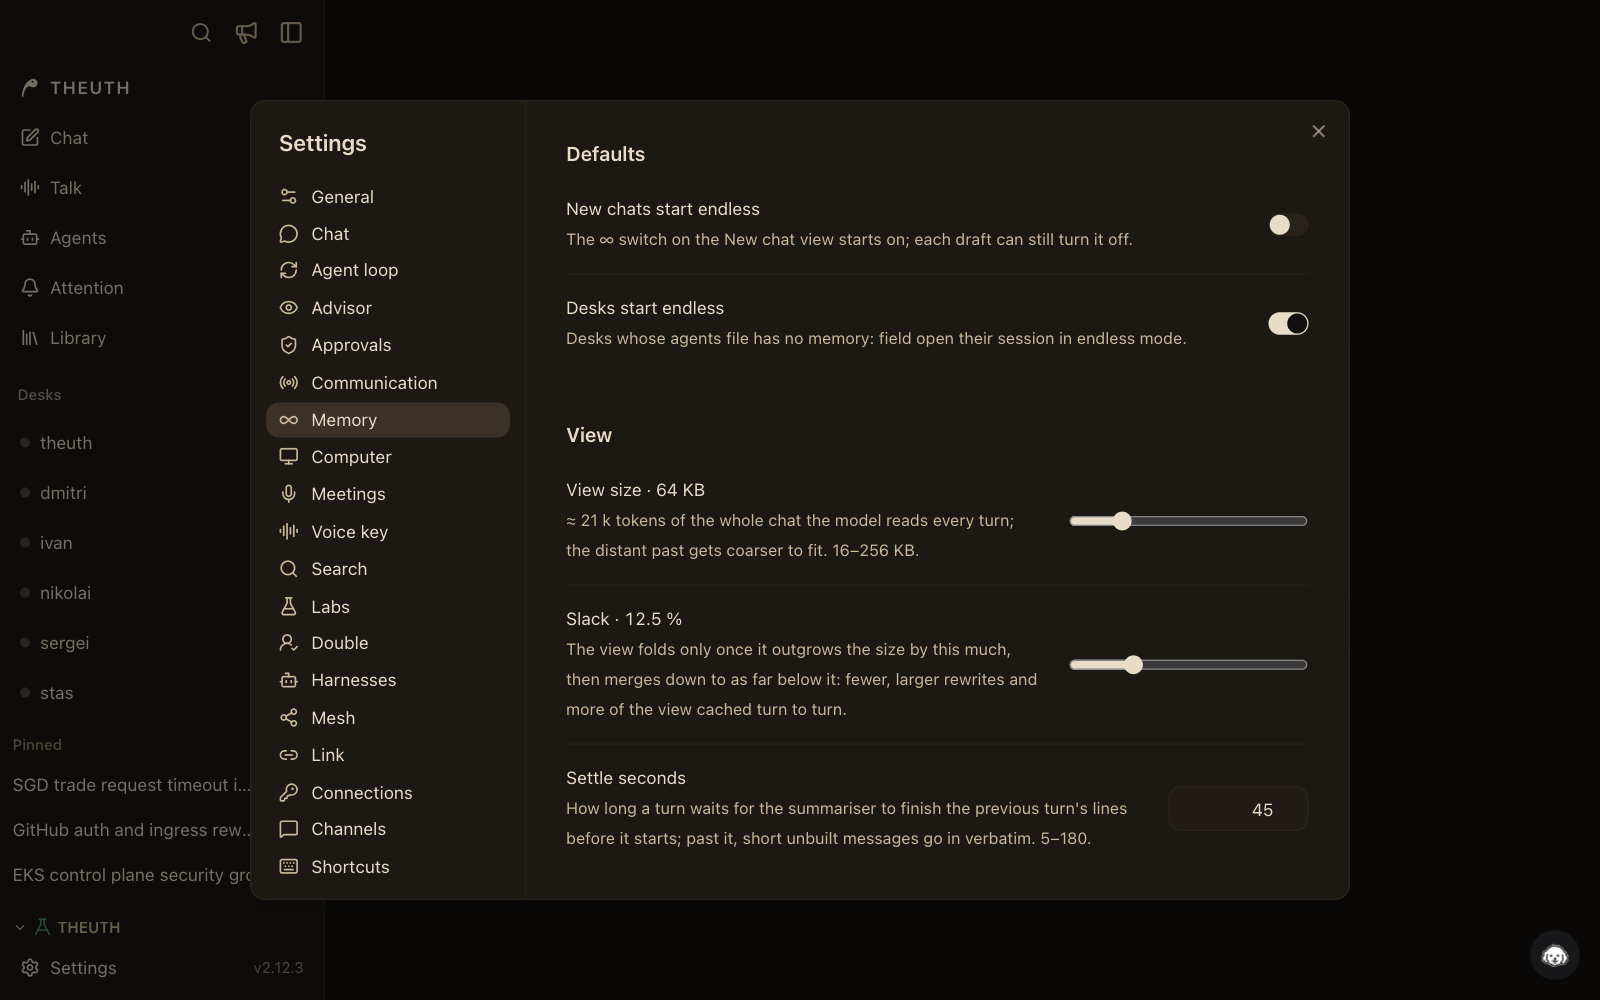 THEUTH
Chat
Talk
Agents
Attention
Library
Desks
theuth
dmitri
ivan
nikolai
sergei
stas
Pinned
SGD trade request timeout i...
GitHub auth and ingress rew...
EKS control plane security gr
THEUTH
Settings
v2.12.3
Settings
General
Chat
Agent loop
Advisor
Approvals
Communication
Memory
Computer
Meetings
Voice key
Search
Labs
Double
Harnesses
Mesh
Link
Connections
Channels
Shortcuts
Defaults
New chats start endless
The ∞ switch on the New chat view starts on; each draft can still turn it off.
Desks start endless
Desks whose agents file has no memory: field open their session in endless mode.
View
View size · 64 KB
≈ 21 k tokens of the whole chat the model reads every turn;
the distant past gets coarser to fit. 16–256 KB.
Slack · 12.5 %
The view folds only once it outgrows the size by this much,
then merges down to as far below it: fewer, larger rewrites and
more of the view cached turn to turn.
Settle seconds
How long a turn waits for the summariser to finish the previous turn's lines
before it starts; past it, short unbuilt messages go in verbatim. 5–180.
45